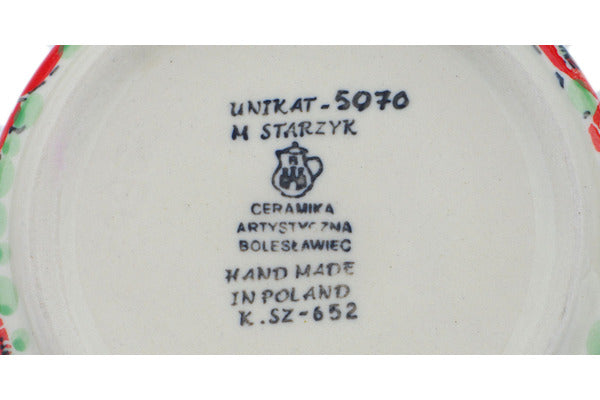 UNIKAT-5070
M STARZYK
CERAMIKA
ARTYSTYCZNA
BOLESŁAWIEC
HAND MADE
IN POLAND
K.SZ-652